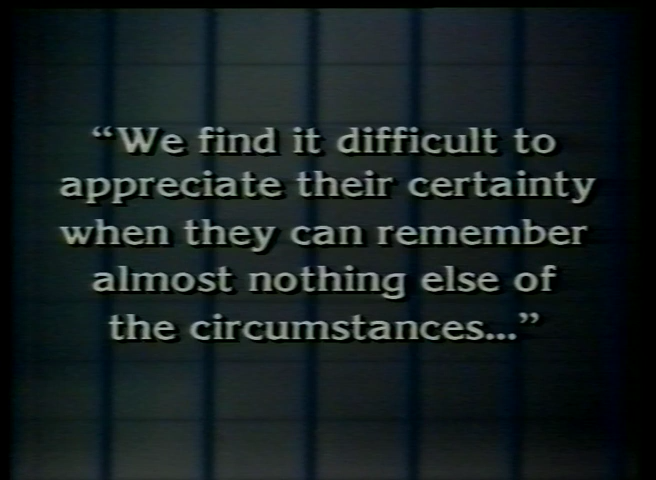 “We find it difficult to
appreciate their certainty
when they can remember
almost nothing else of
the circumstances...”